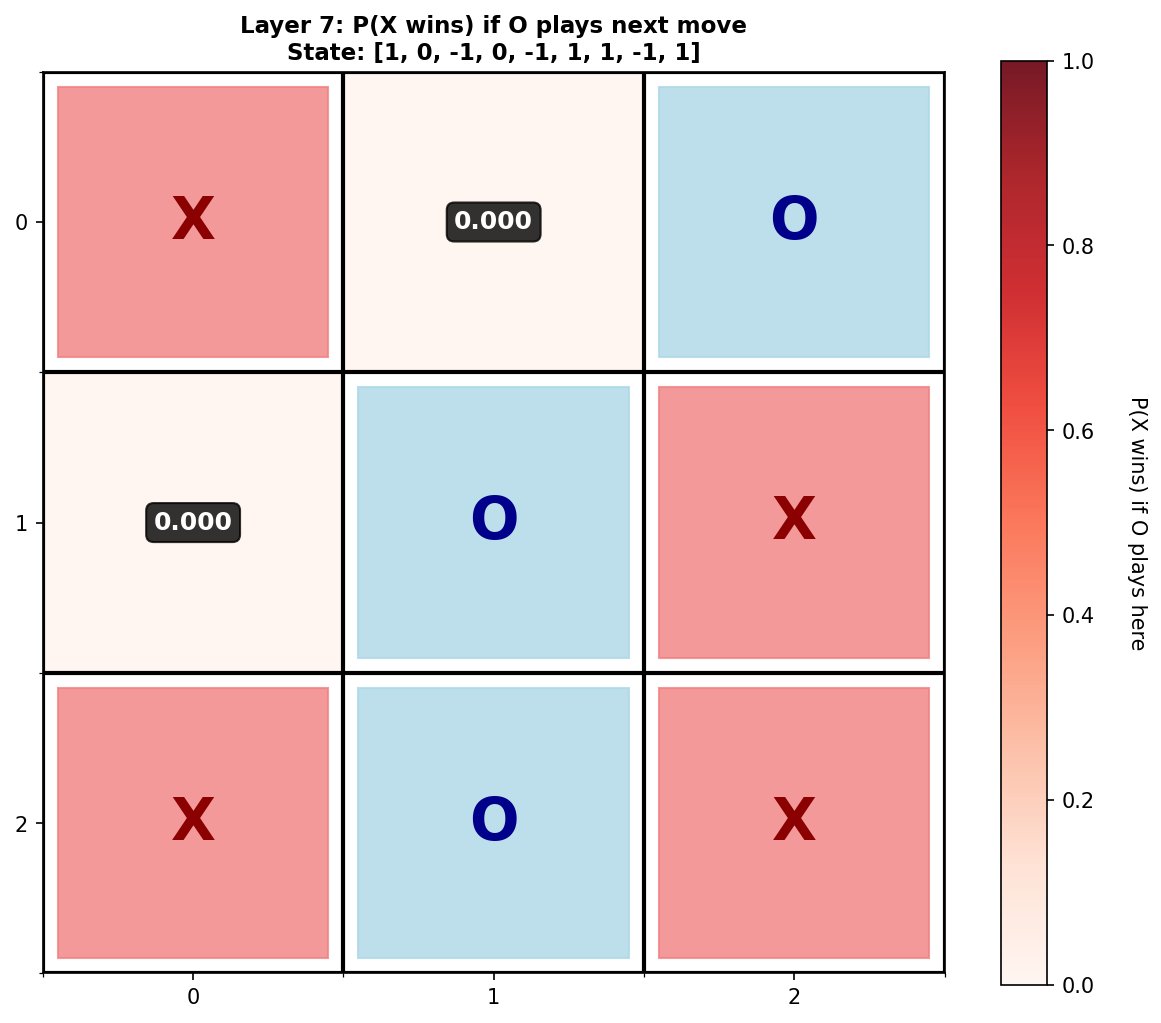 Layer 7: P(X wins) if O plays next move
State: [1, 0, -1, 0, -1, 1, 1, -1, 1]
0
X
0.000
O
1
0.000
O
X
2
X
O
X
0
1
2
1.0
0.8
0.6
0.4
0.2
0.0
P(X wins) if O plays here